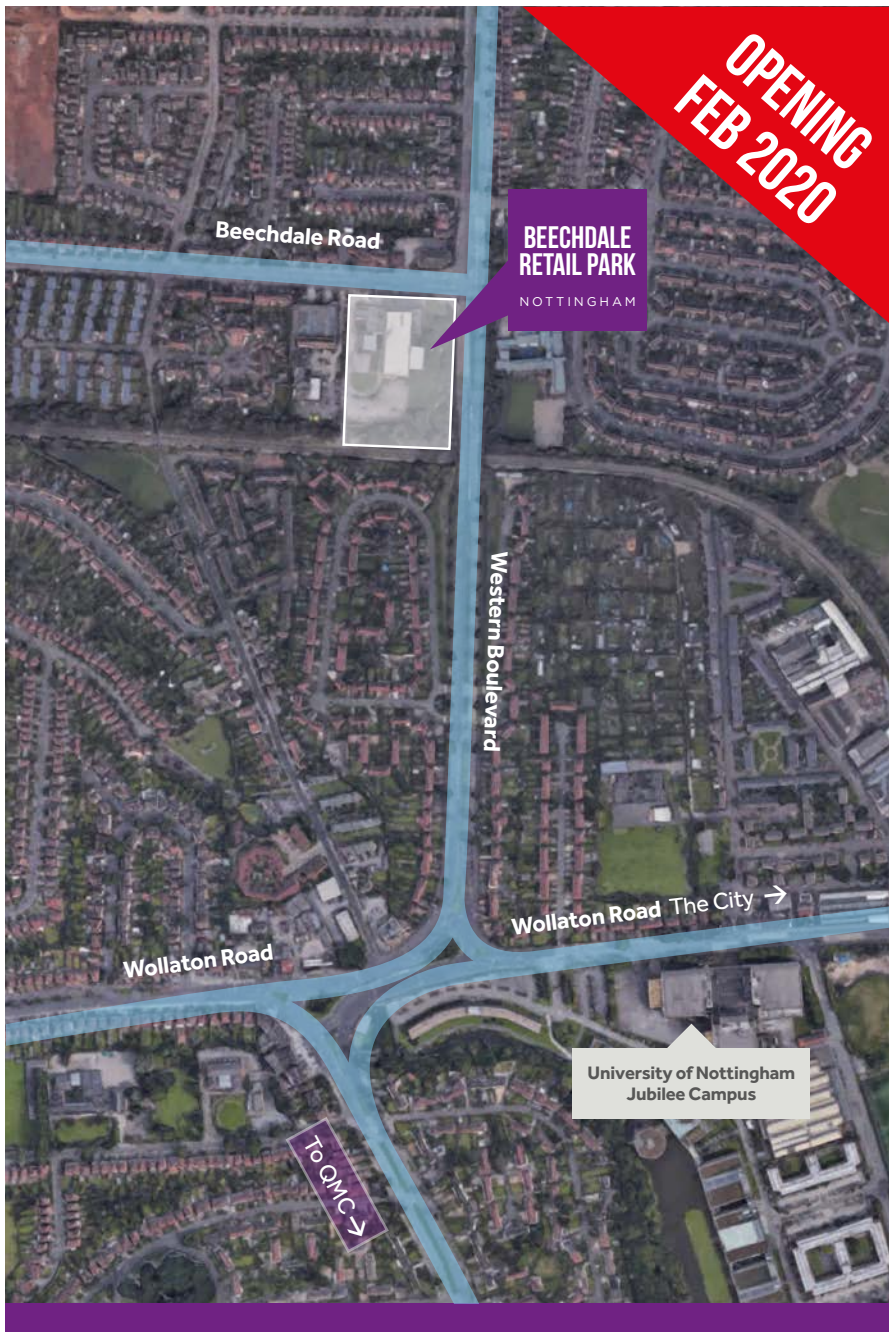 OPENING
FEB 2020
Beechdale Road
BEECHDALE
RETAIL PARK
NOTTINGHAM
Western Boulevard
Wollaton Road The City →
Wollaton Road
University of Nottingham
Jubilee Campus
To QMC →